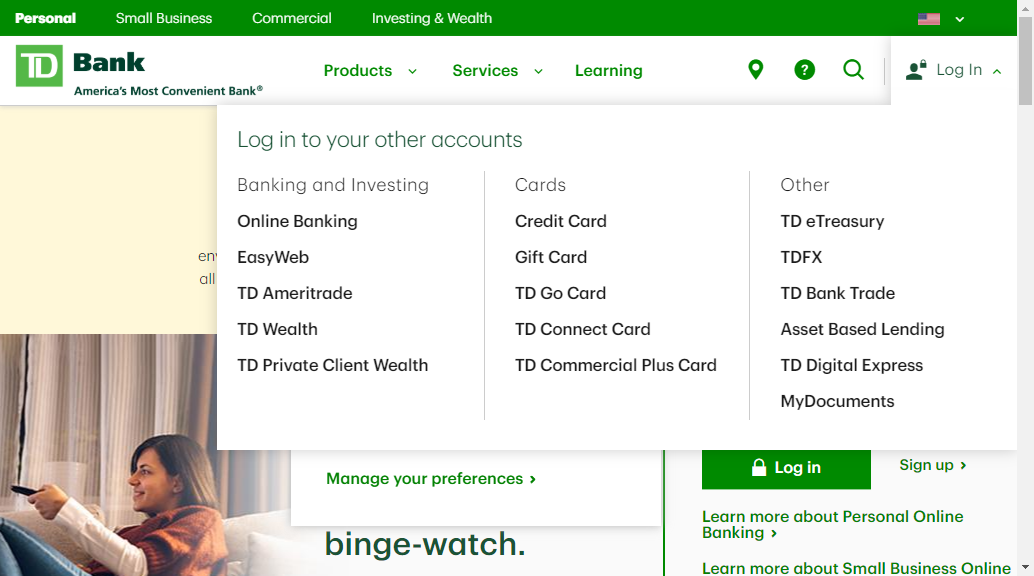 Personal
Small Business
Commercial
Investing & Wealth
TD Bank
America's Most Convenient Bank®
Products
Services
Learning
?
Log In
Log in to your other accounts
Banking and Investing
Online Banking
EasyWeb
TD Ameritrade
TD Wealth
TD Private Client Wealth
Cards
Credit Card
Gift Card
TD Go Card
TD Connect Card
TD Commercial Plus Card
Other
TD eTreasury
TDFX
TD Bank Trade
Asset Based Lending
TD Digital Express
MyDocuments
all
Manage your preferences ›
binge-watch.
Log in
Sign up ›
Learn more about Personal Online
Banking ›
Learn more about Small Business Online